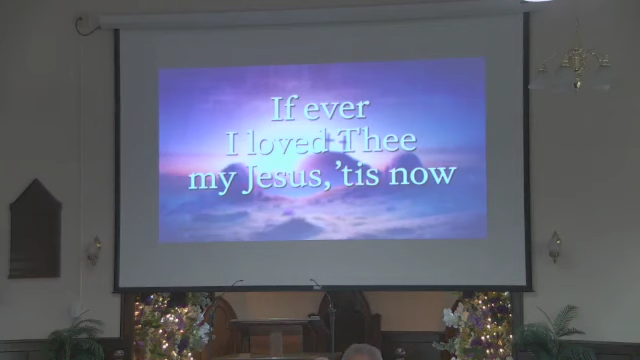 If ever
I loved Thee
my Jesus, ’tis now